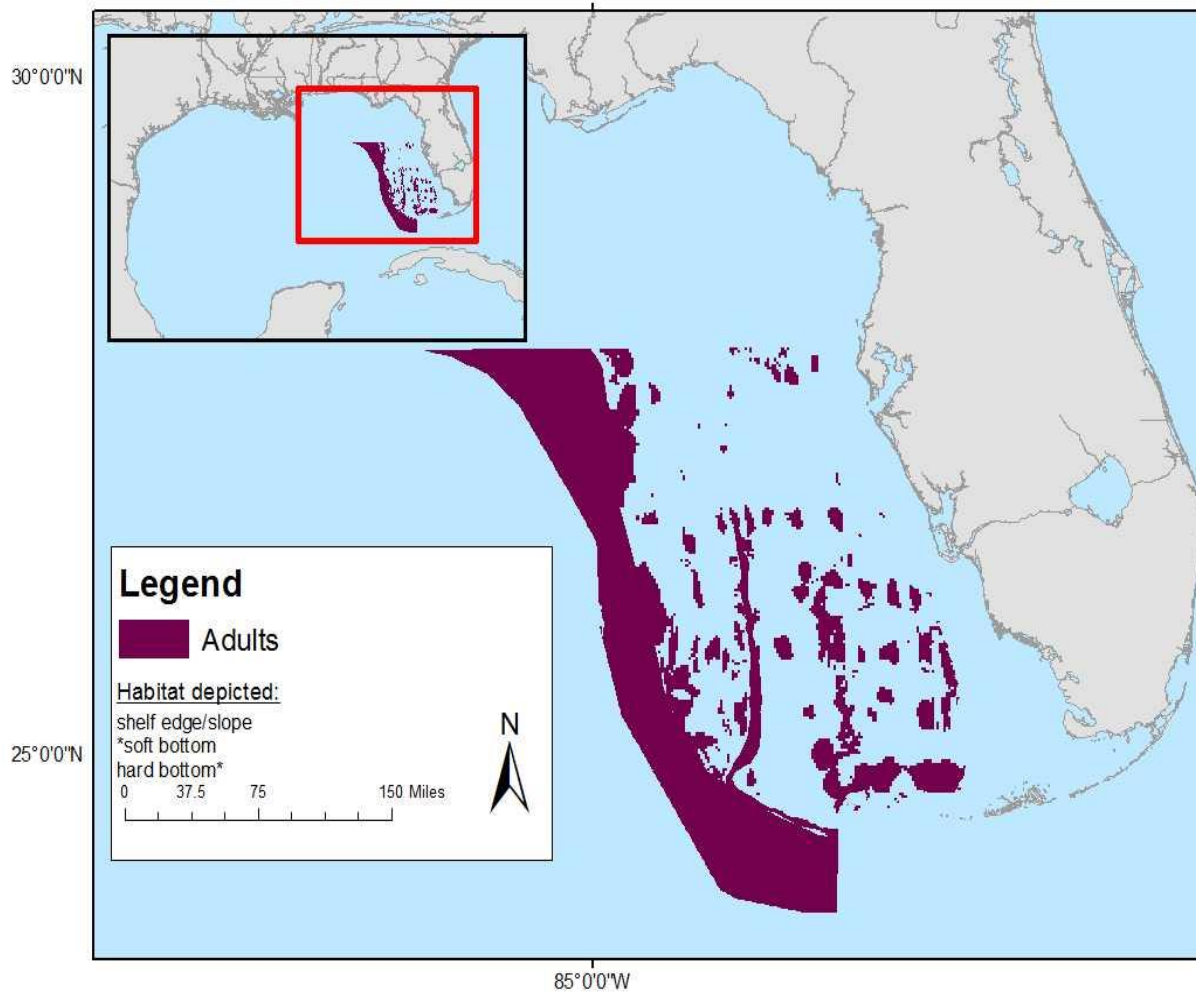 30°0'0"N
Legend
Adults
Habitat depicted:
shelf edge/slope
*soft bottom
hard bottom*
0 37.5 75 150 Miles
N
25°0'0"N
85°0'0"W